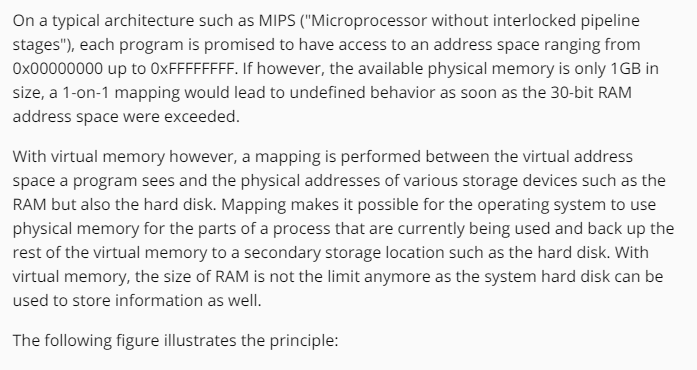 On a typical architecture such as MIPS ("Microprocessor without interlocked pipeline
stages"), each program is promised to have access to an address space ranging from
0x00000000 up to 0xFFFFFFFF. If however, the available physical memory is only 1GB in
size, a 1-on-1 mapping would lead to undefined behavior as soon as the 30-bit RAM
address space were exceeded.
With virtual memory however, a mapping is performed between the virtual address
space a program sees and the physical addresses of various storage devices such as the
RAM but also the hard disk. Mapping makes it possible for the operating system to use
physical memory for the parts of a process that are currently being used and back up the
rest of the virtual memory to a secondary storage location such as the hard disk. With
virtual memory, the size of RAM is not the limit anymore as the system hard disk can be
used to store information as well.
The following figure illustrates the principle: